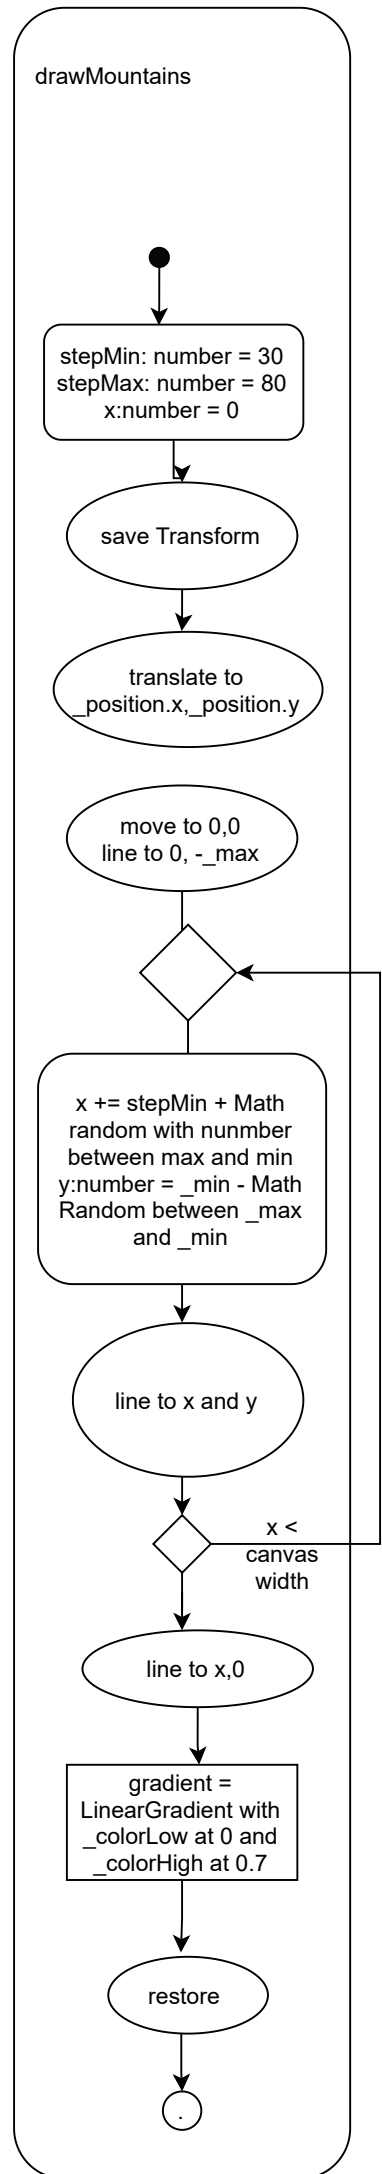 drawMountains
stepMin: number = 30
stepMax: number = 80
x:number = 0
save Transform
translate to
_position.x,_position.y
move to 0,0
line to 0, -_max
x += stepMin + Math
random with nunmber
between max and min
y:number = _min - Math
Random between _max
and _min
line to x and y
x <
canvas
width
line to x,0
gradient =
LinearGradient with
_colorLow at 0 and
_colorHigh at 0.7
restore
.